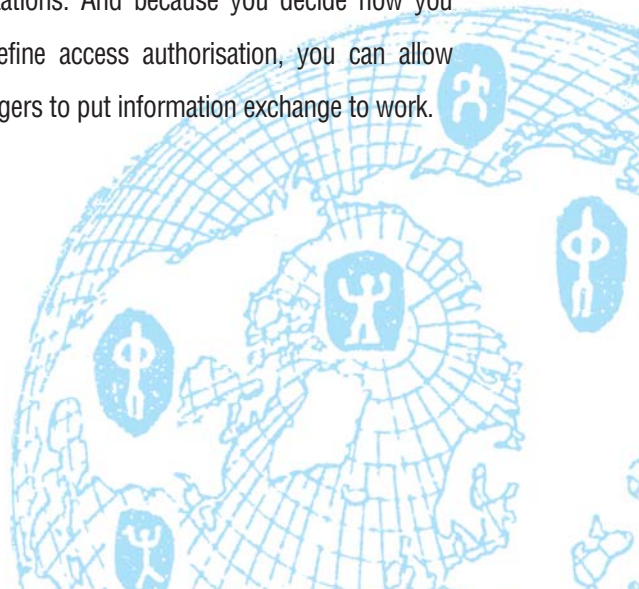 And because you decide how you
efine access authorisation, you can allow
gers to put information exchange to work.